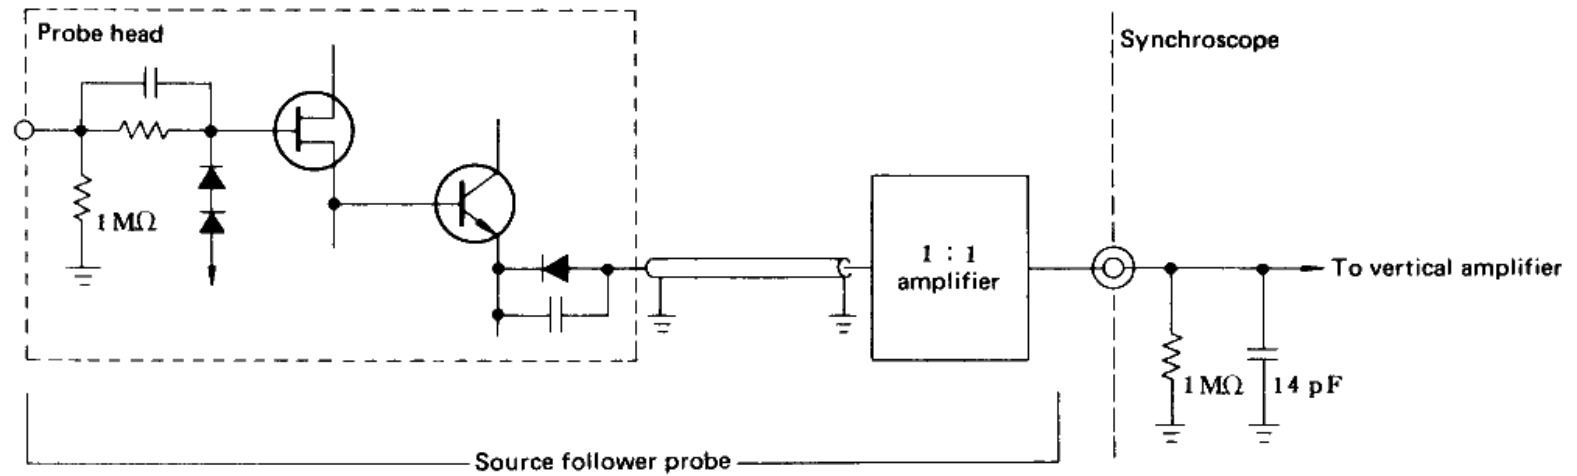 Probe head
Synchroscope
1 MΩ
1 : 1
amplifier
To vertical amplifier
1 MΩ
14 pF
Source follower probe